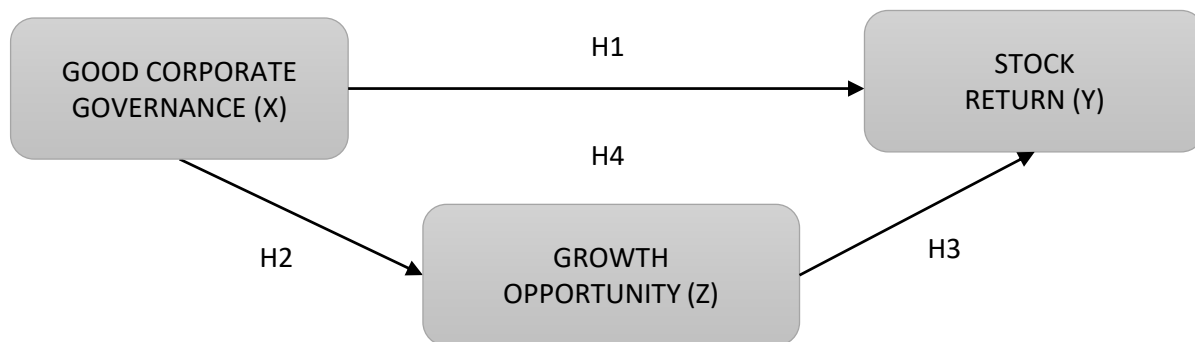 H1
GOOD CORPORATE
GOVERNANCE (X)
STOCK
RETURN (Y)
H4
H2
GROWTH
OPPORTUNITY (Z)
H3